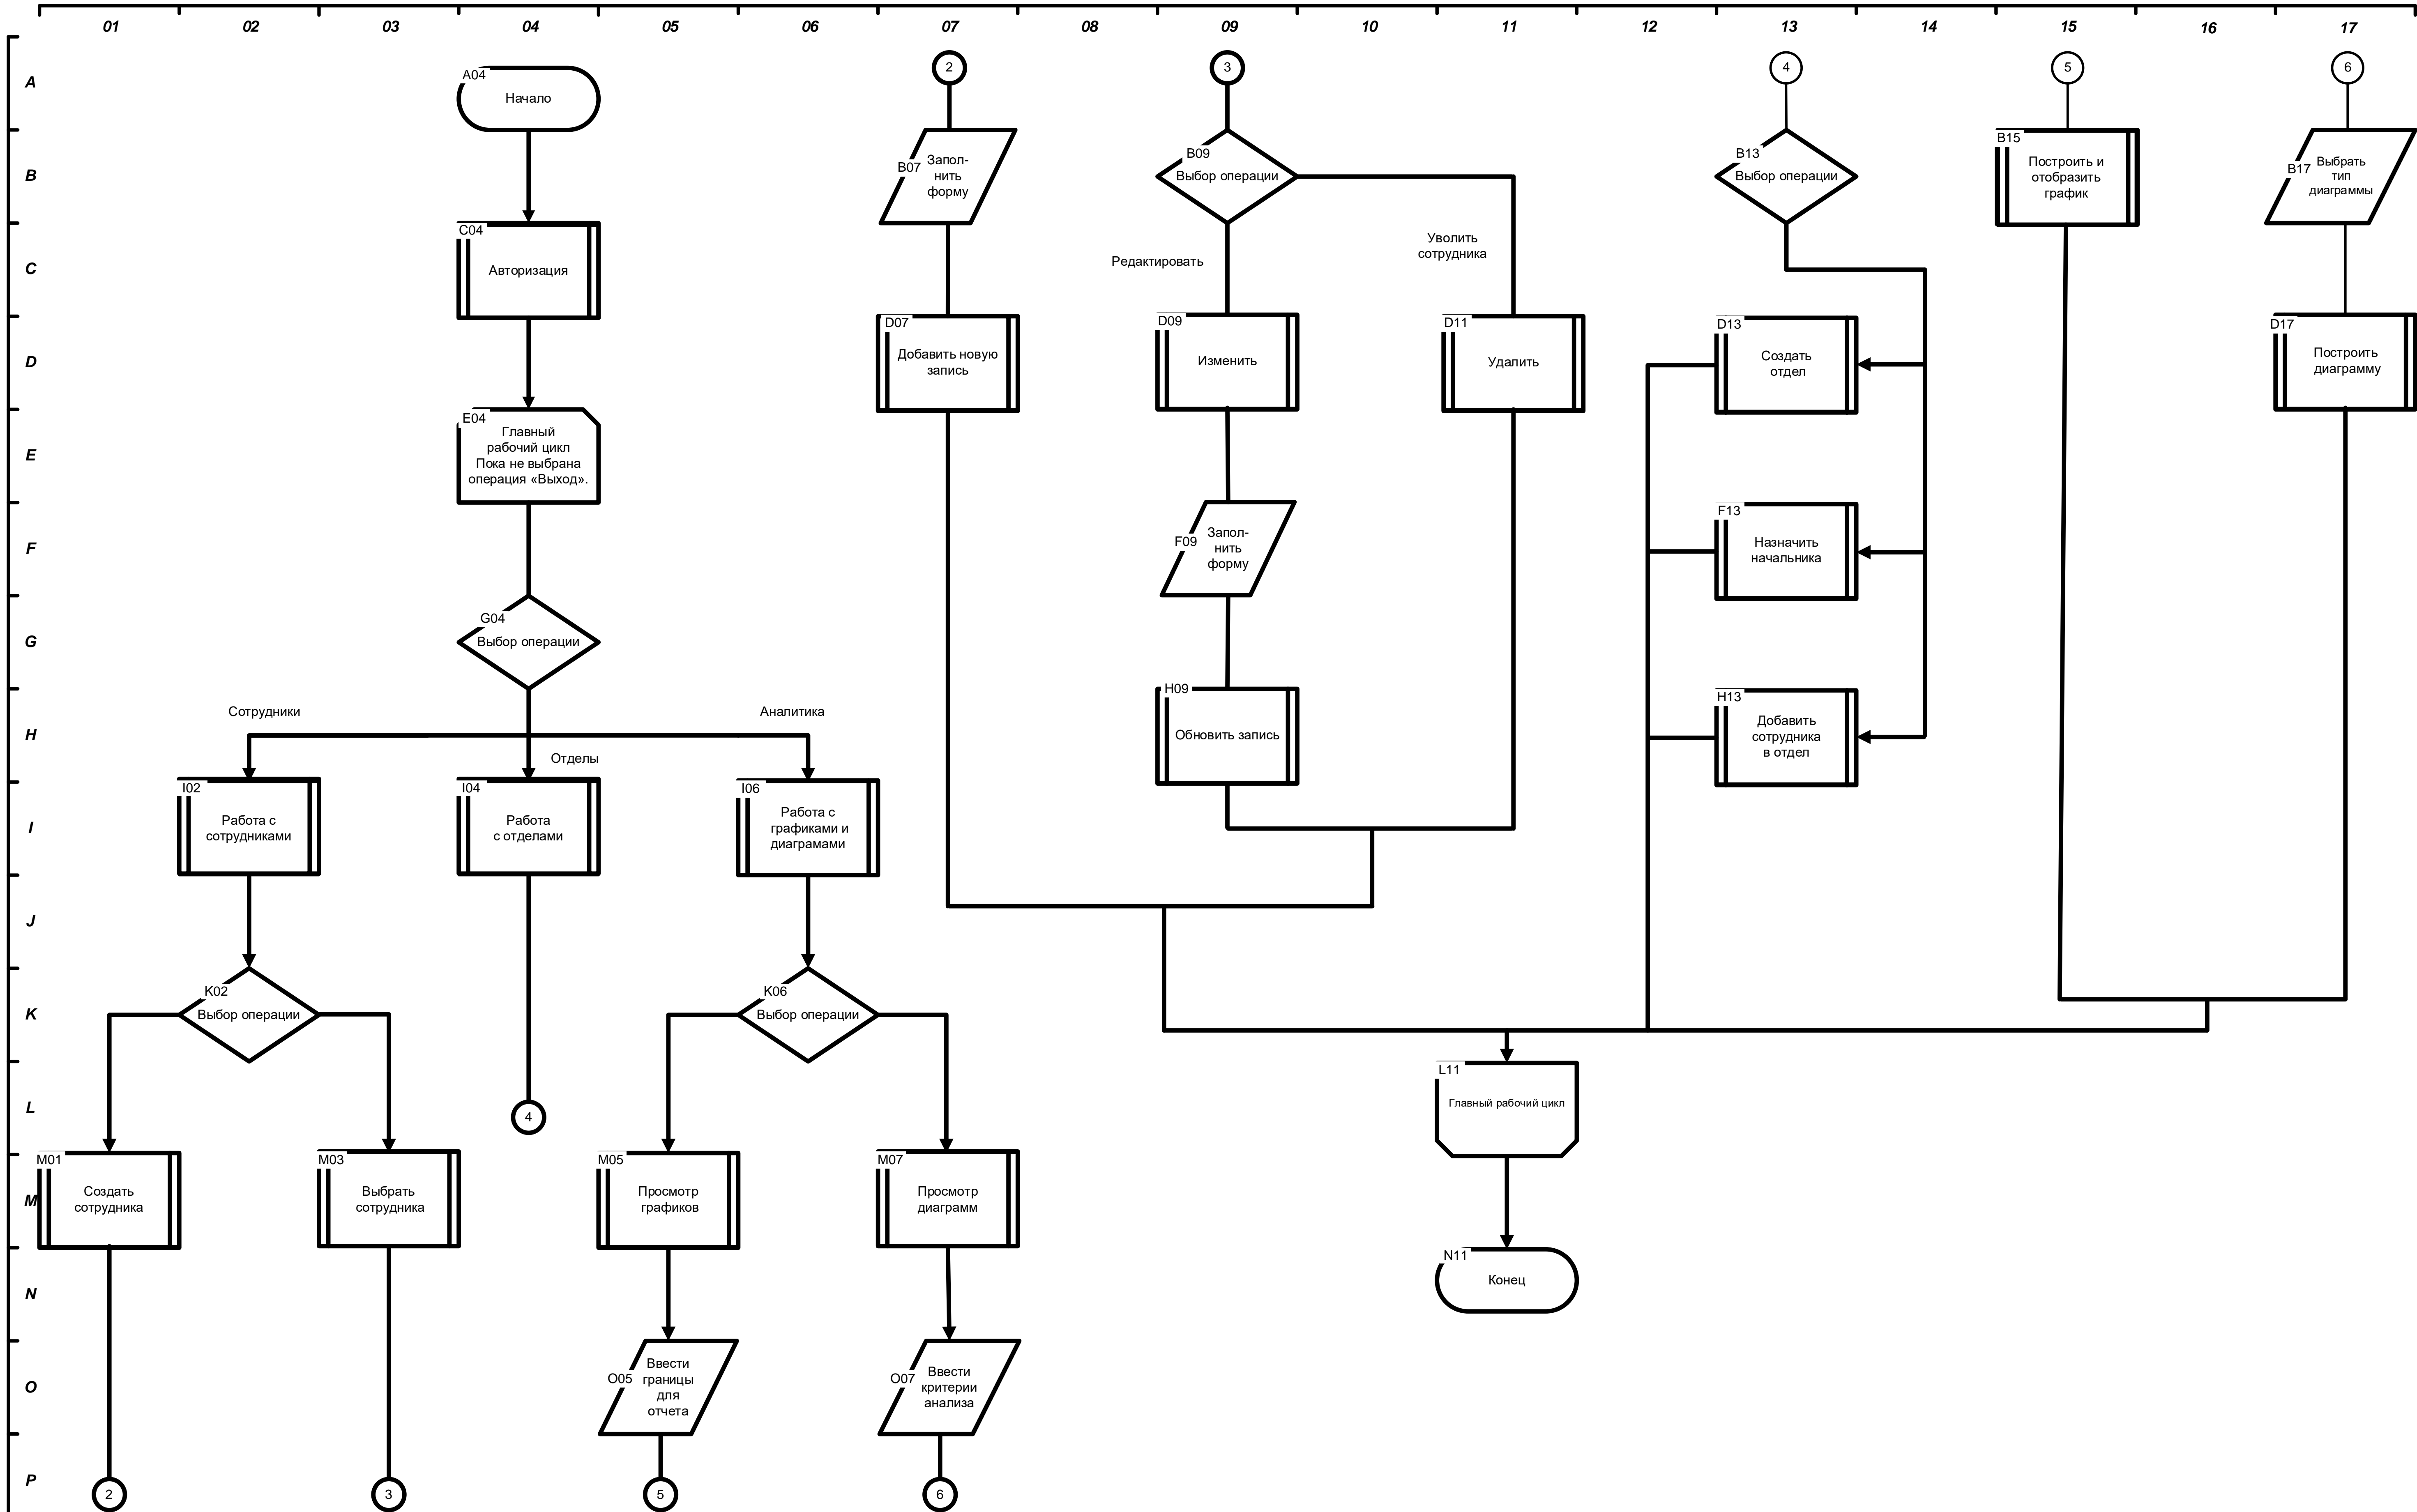 01 02 03 04 05 06 07 08 09 10 11 12 13 14 15 16 17
A
B
C
D
E
F
G
H
I
J
K
L
M
N
O
P
A04
Начало
C04
Авторизация
E04
Главный
рабочий цикл
Пока не выбрана
операция «Выход».
G04
Выбор операции
Сотрудники
Отделы
Аналитика
I02
Работа с
сотрудниками
I04
Работа
с отделами
I06
Работа с
графиками и
диаграмами
K02
Выбор операции
K06
Выбор операции
4
M01
Создать
сотрудника
M03
Выбрать
сотрудника
M05
Просмотр
графиков
M07
Просмотр
диаграмм
O05
Ввести
границы
для
отчета
O07
Ввести
критерии
анализа
2
3
5
6
2
B07
Запол-
нить
форму
D07
Добавить новую
запись
3
B09
Выбор операции
Редактировать
Уволить
сотрудника
D09
Изменить
D11
Удалить
F09
Запол-
нить
форму
H09
Обновить запись
4
B13
Выбор операции
D13
Создать
отдел
F13
Назначить
начальника
H13
Добавить
сотрудника
в отдел
5
B15
Построить и
отобразить
график
6
B17
Выбрать
тип
диаграммы
D17
Построить
диаграмму
L11
Главный рабочий цикл
N11
Конец